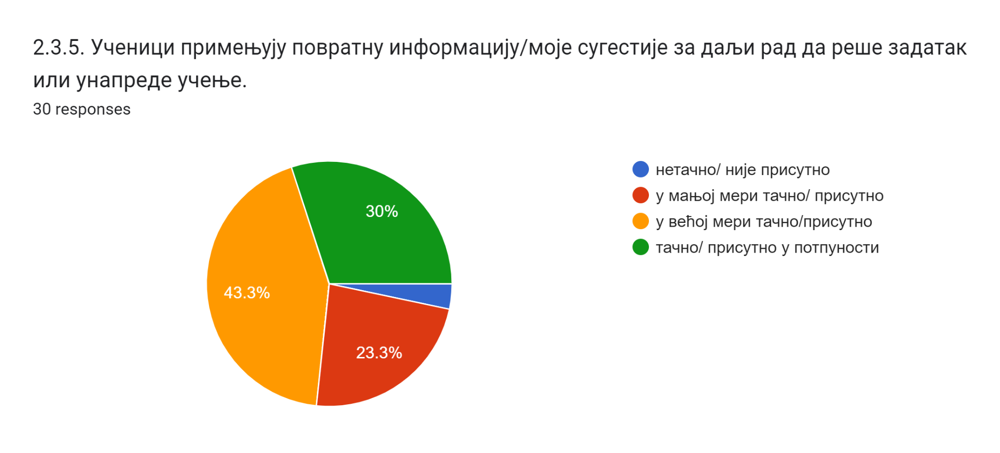 2.3.5. Ученици примењују повратну информацију/моје сугестије за даљи рад да реше задатак
или унапреде учење.
30 responses
30%
43.3%
23.3%
нетачно/ није присутно
у мањој мери тачно/ присутно
у већој мери тачно/присутно
тачно/ присутно у потпуности